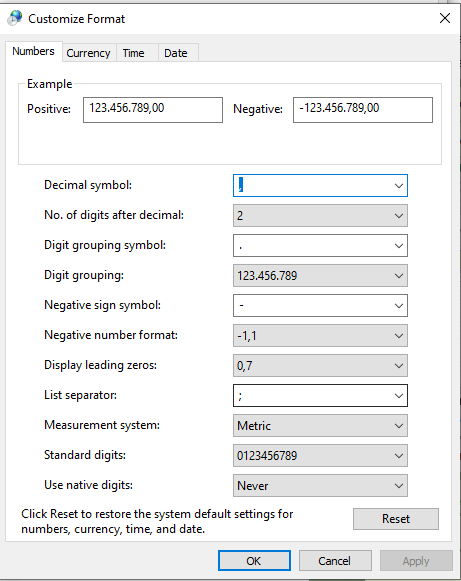 Customize Format
Numbers Currency Time Date
Example
Positive: 123.456.789,00 Negative: -123.456.789,00
Decimal symbol: ,
No. of digits after decimal: 2
Digit grouping symbol: .
Digit grouping: 123.456.789
Negative sign symbol: -
Negative number format: -1,1
Display leading zeros: 0,7
List separator: ;
Measurement system: Metric
Standard digits: 0123456789
Use native digits: Never
Click Reset to restore the system default settings for
numbers, currency, time, and date.
Reset
OK Cancel Apply